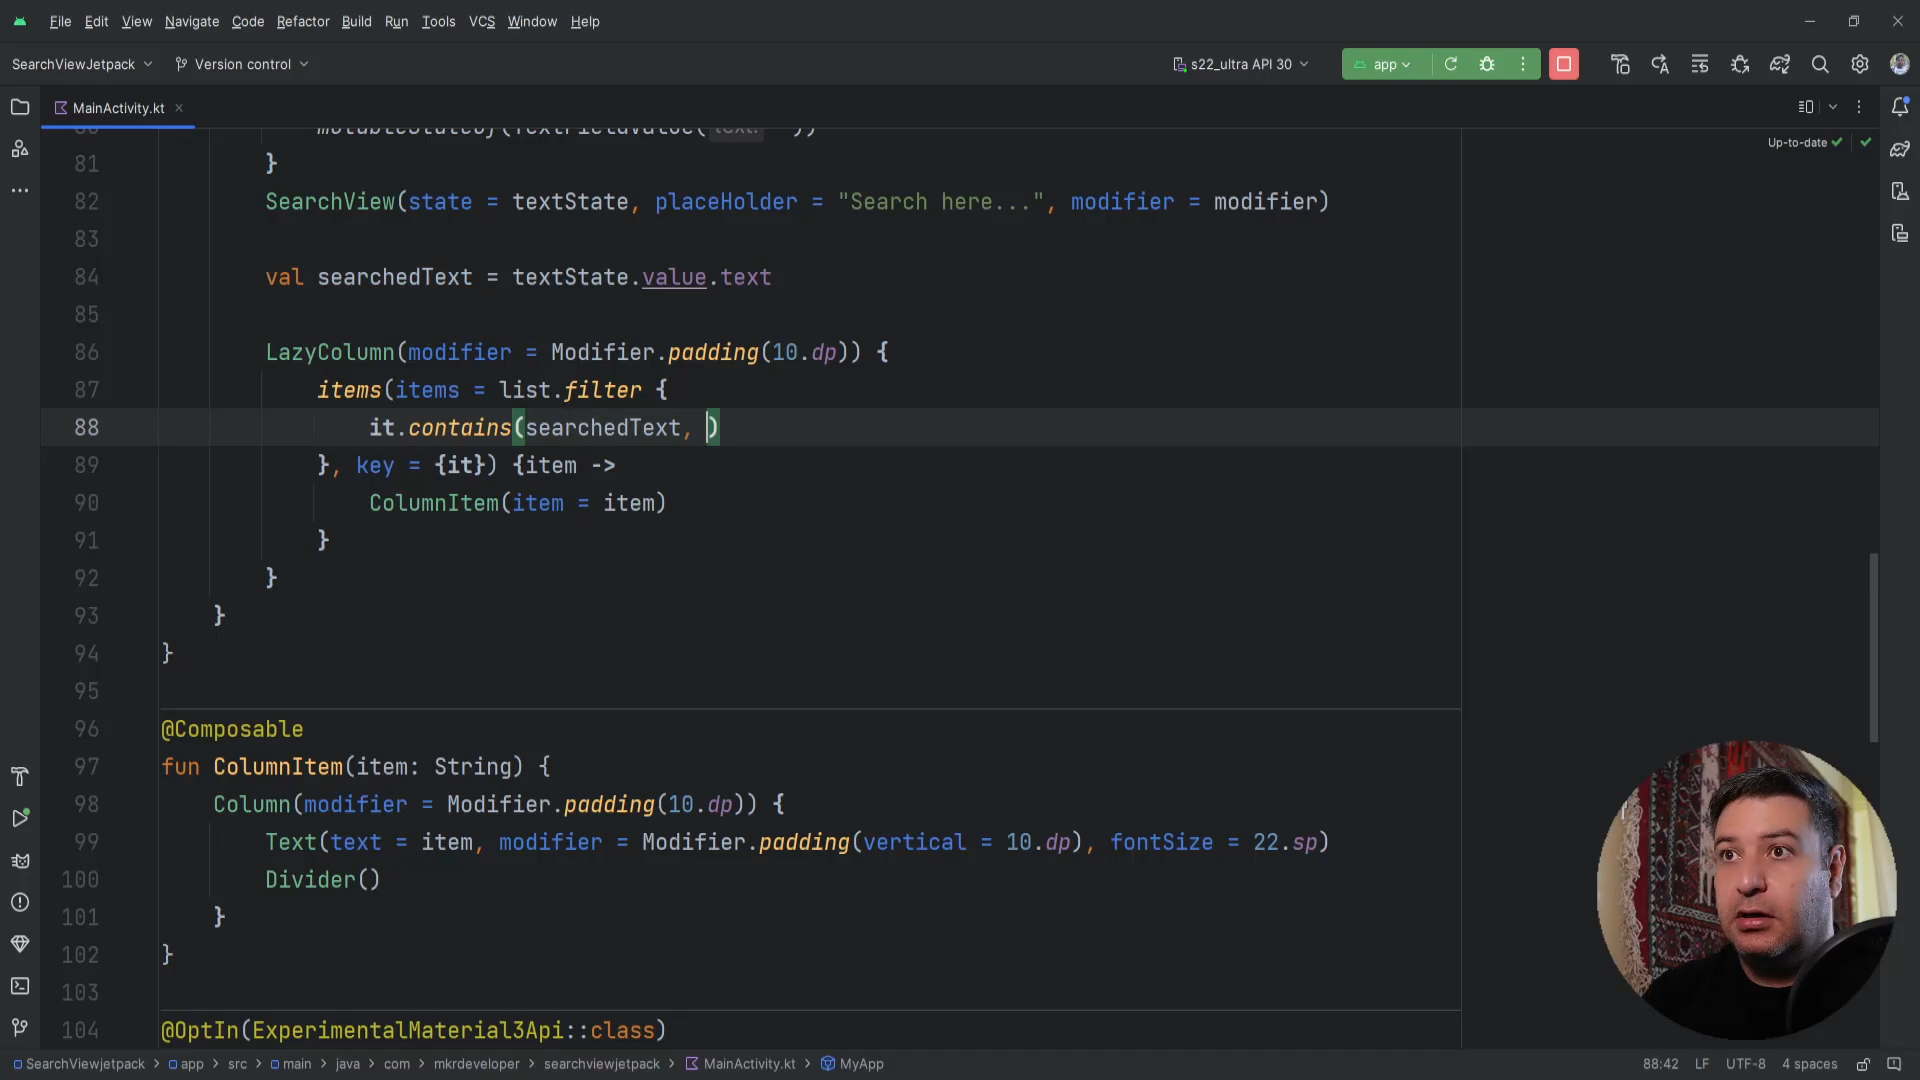 File Edit View Navigate Code Refactor Build Run Tools VCS Window Help
SearchViewJetpack Version control s22_ultra API 30 app
MainActivity.kt
Up-to-date
81 }
82 SearchView(state = textState, placeHolder = "Search here...", modifier = modifier)
83
84 val searchedText = textState.value.text
85
86 LazyColumn(modifier = Modifier.padding(10.dp)) {
87 items(items = list.filter {
88 it.contains(searchedText, )
89 }, key = {it}) {item ->
90 ColumnItem(item = item)
91 }
92 }
93 }
94 }
95
96 @Composable
97 fun ColumnItem(item: String) {
98 Column(modifier = Modifier.padding(10.dp)) {
99 Text(text = item, modifier = Modifier.padding(vertical = 10.dp), fontSize = 22.sp)
100 Divider()
101 }
102 }
103
104 @OptIn(ExperimentalMaterial3Api::class)
SearchViewjetpack > app > src > main > java > com > mkrdeveloper > searchviewjetpack > MainActivity.kt > MyApp 88:42 LF UTF-8 4 spaces